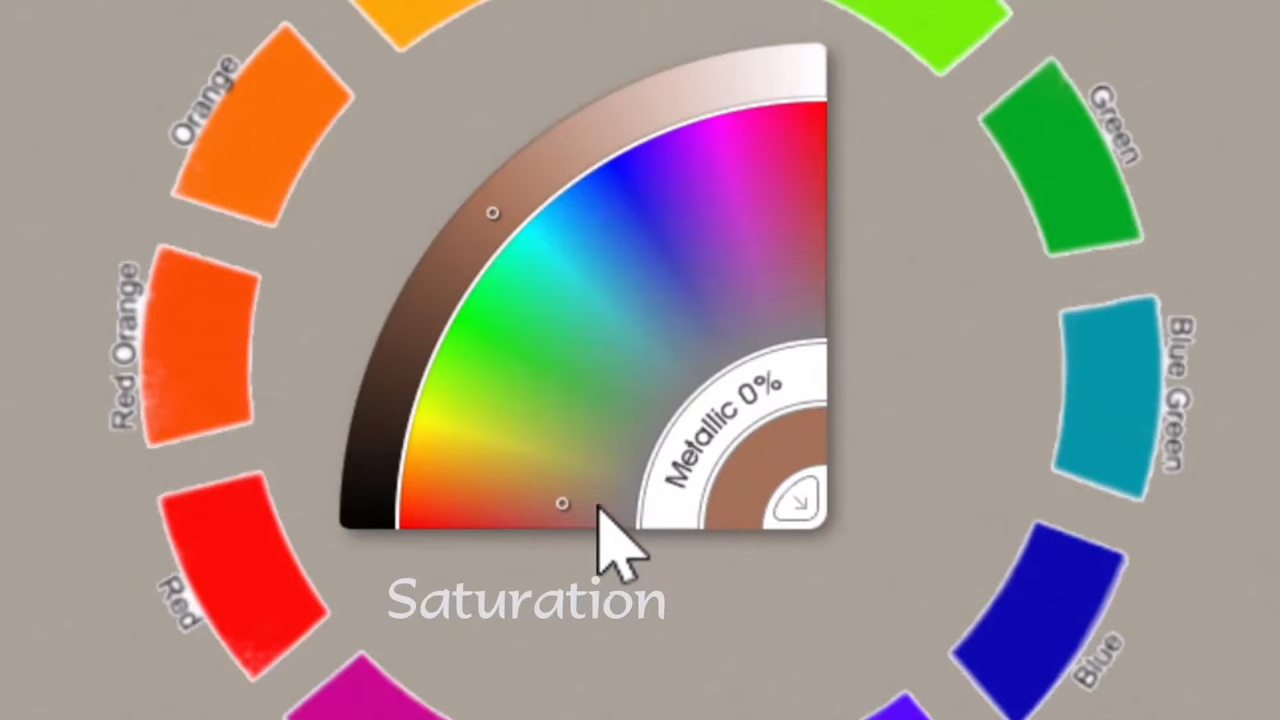 Orange
Green
Red Orange
Blue Green
Metallic 0%
Red
Saturation
Blue